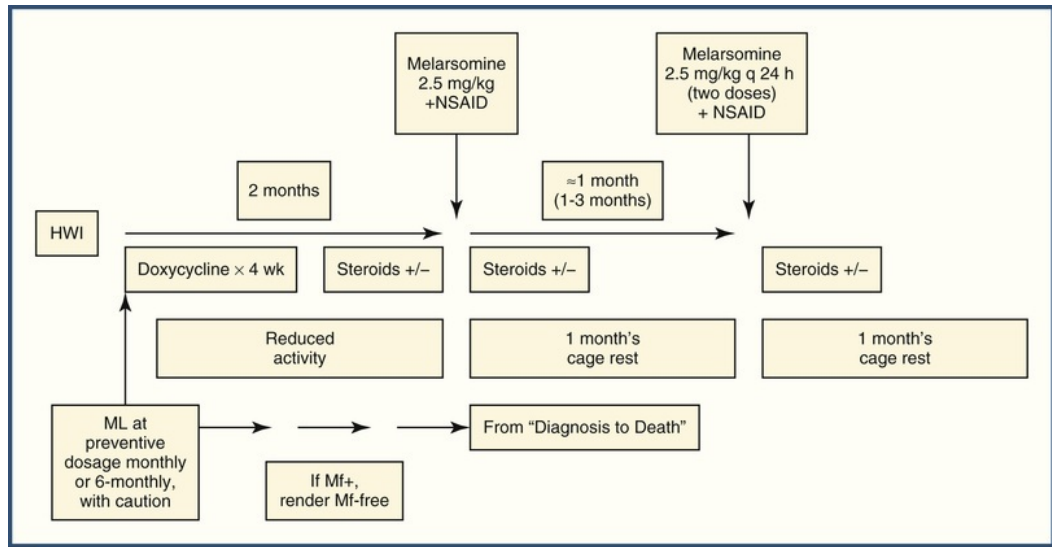 Melarsomine
2.5 mg/kg
+NSAID
Melarsomine
2.5 mg/kg q 24 h
(two doses)
+ NSAID
2 months
≈1 month
(1-3 months)
HWI
Doxycycline × 4 wk
Steroids +/–
Steroids +/–
Steroids +/–
Reduced
activity
1 month's
cage rest
1 month's
cage rest
ML at
preventive
dosage monthly
or 6-monthly,
with caution
From “Diagnosis to Death”
If Mf+,
render Mf-free